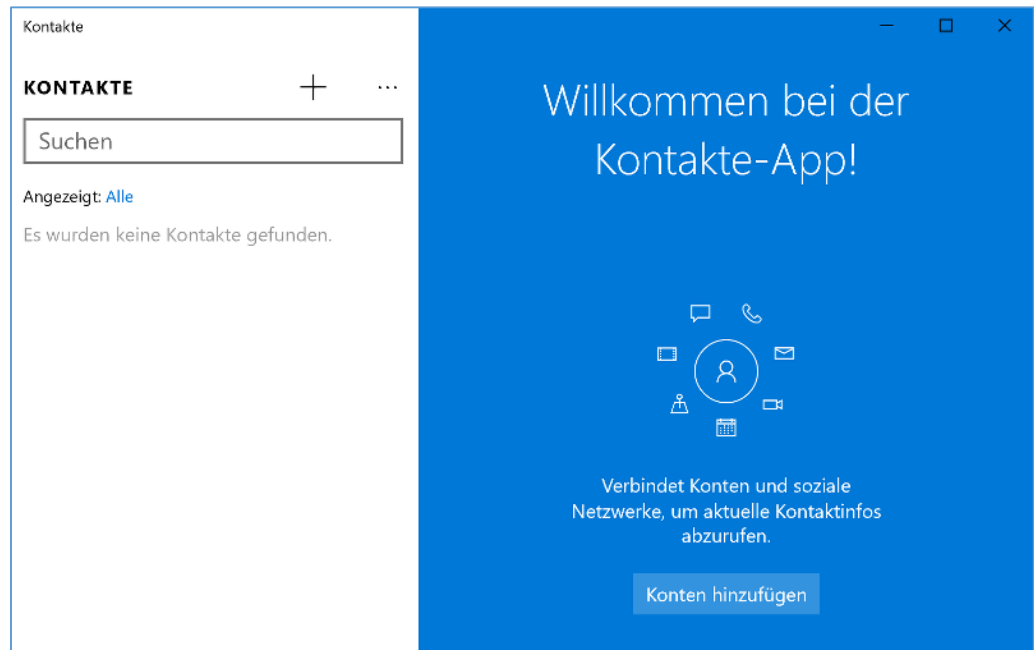 Kontakte
KONTAKTE
Suchen
Angezeigt: Alle
Es wurden keine Kontakte gefunden.
Willkommen bei der
Kontakte-App!
Verbindet Konten und soziale
Netzwerke, um aktuelle Kontaktinfos
abzurufen.
Konten hinzufügen